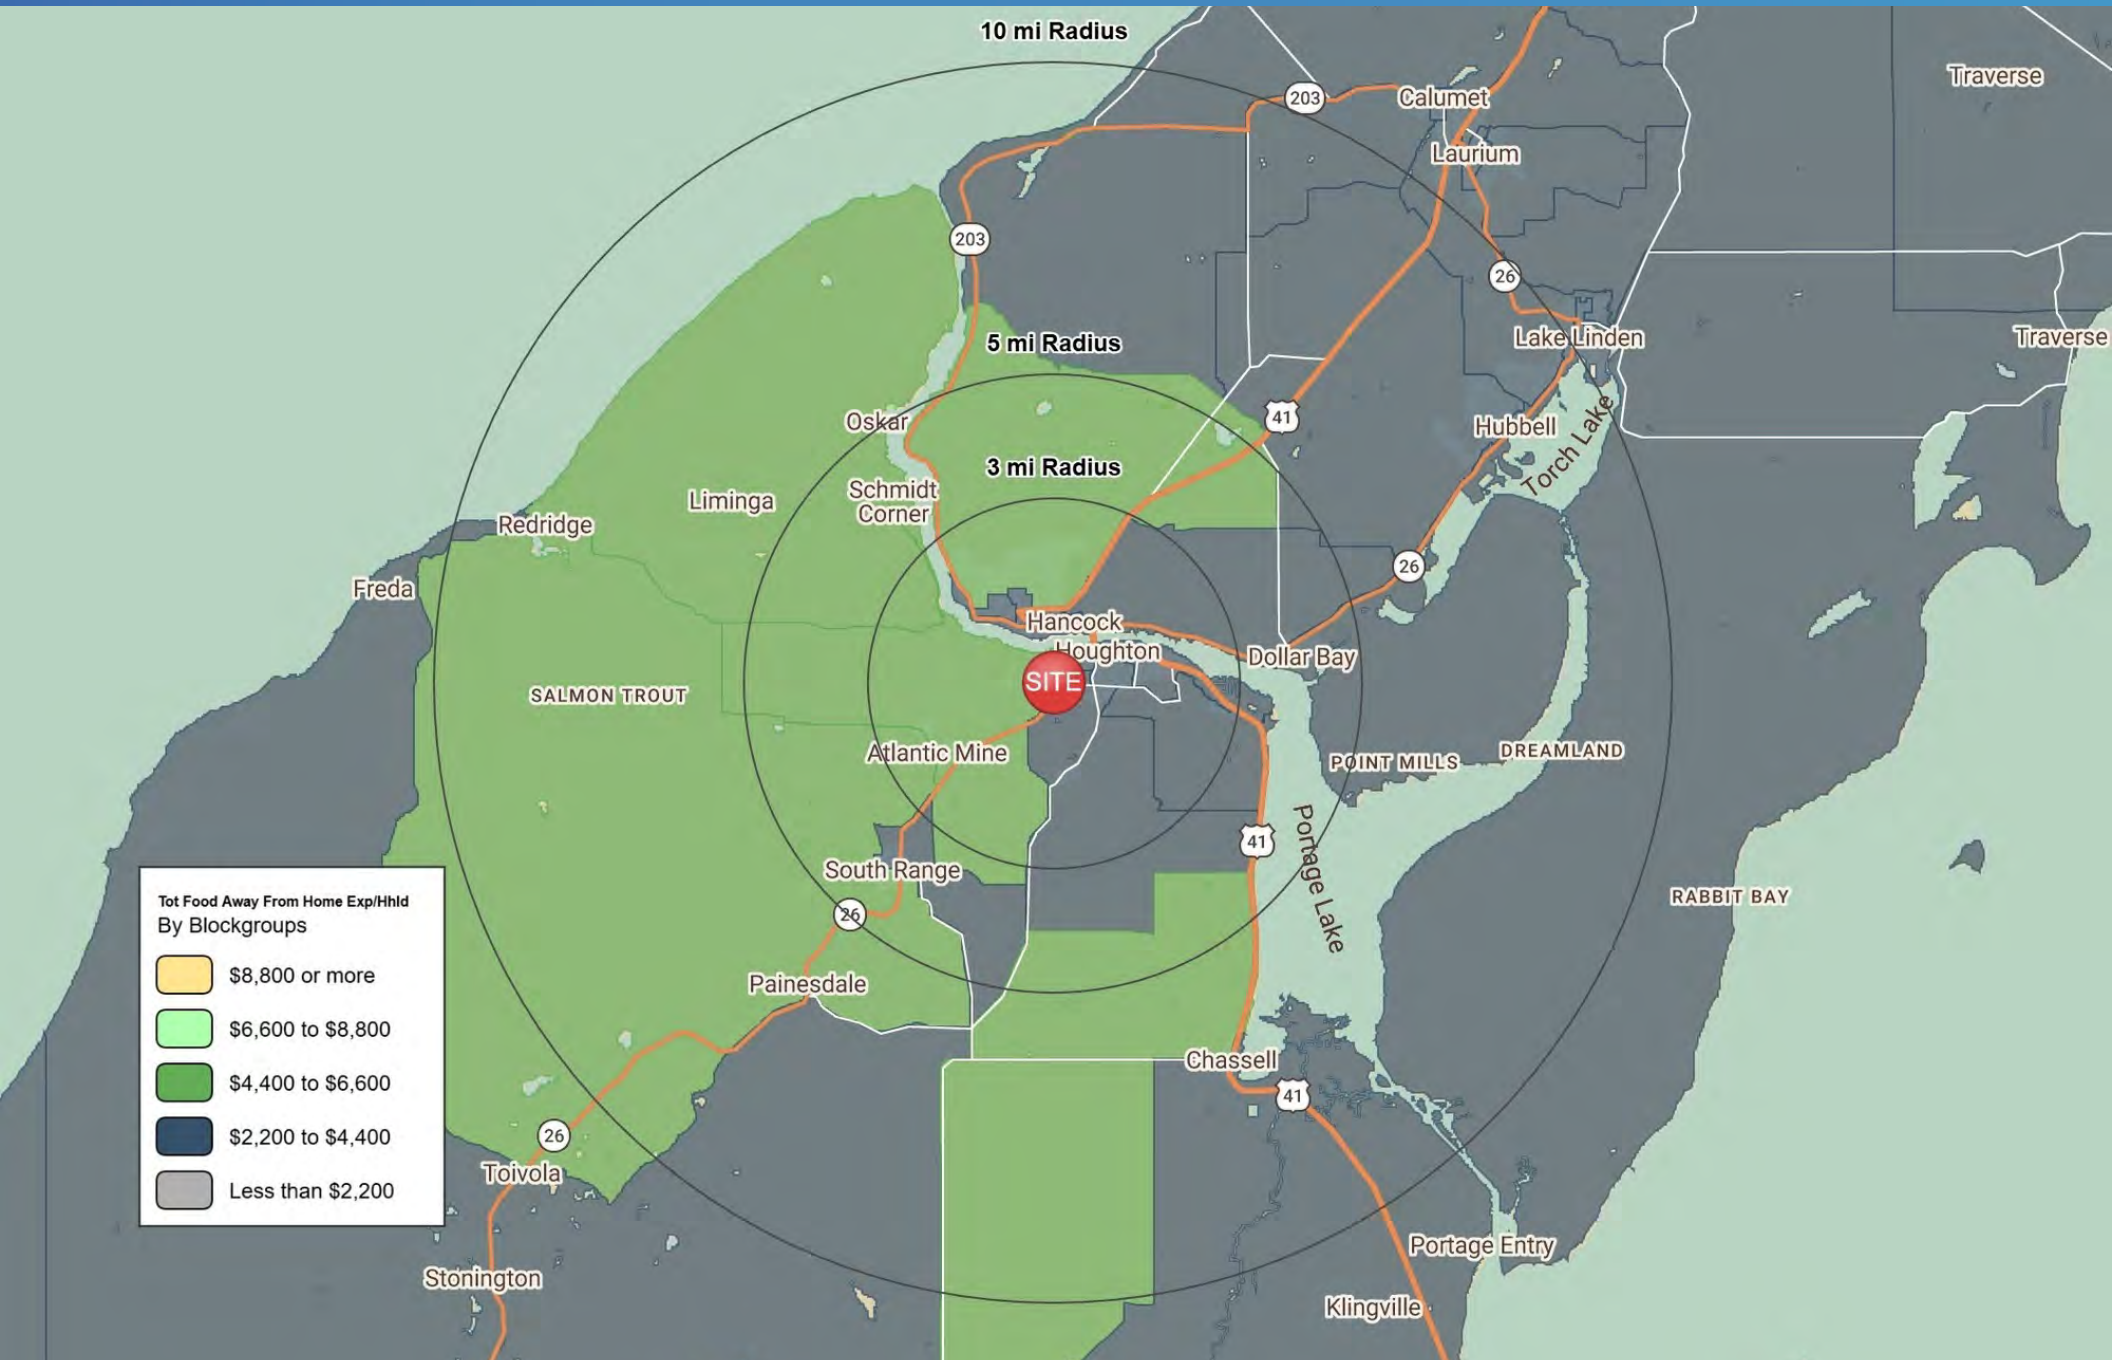 10 mi Radius
Traverse
203
Calumet
Laurium
203
26
Lake Linden
Traverse
5 mi Radius
Oskar
41
Hubbell
Torch Lake
3 mi Radius
Schmidt
Corner
Liminga
Redridge
26
Freda
Hancock
Houghton
Dollar Bay
SITE
SALMON TROUT
Atlantic Mine
POINT MILLS
DREAMLAND
41
Portage Lake
South Range
RABBIT BAY
26
Painesdale
Chassell
41
26
Toivola
Portage Entry
Stonington
Klingville
Tot Food Away From Home Exp/Hhld
By Blockgroups
$8,800 or more
$6,600 to $8,800
$4,400 to $6,600
$2,200 to $4,400
Less than $2,200